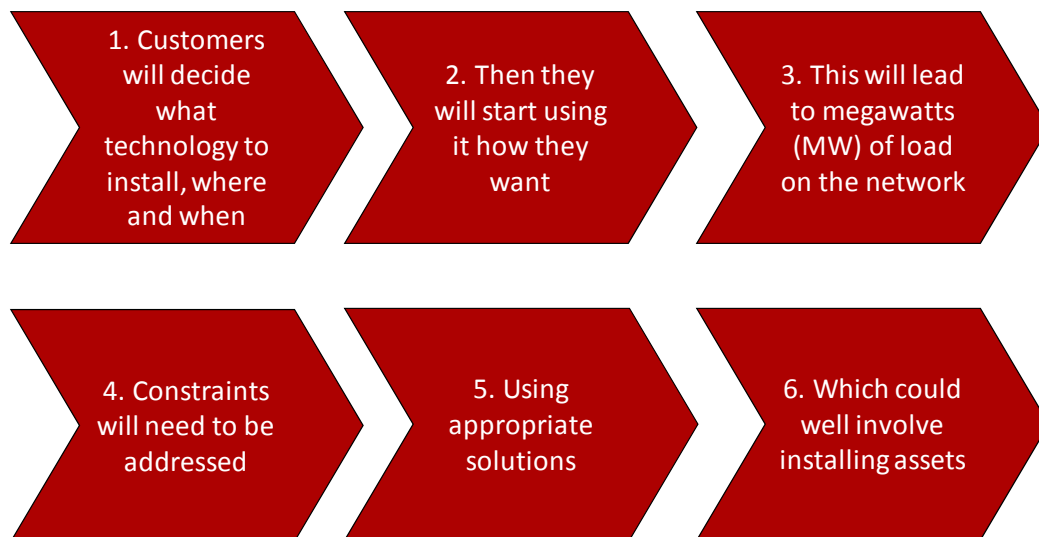 1. Customers
will decide
what
technology to
install, where
and when
2. Then they
will start using
it how they
want
3. This will lead
to megawatts
(MW) of load
on the network
4. Constraints
will need to be
addressed
5. Using
appropriate
solutions
6. Which could
well involve
installing assets